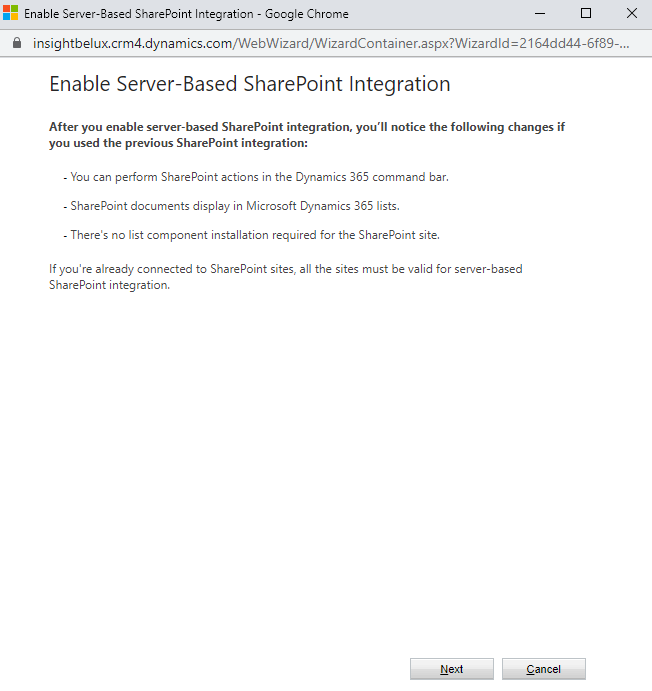 Enable Server-Based SharePoint Integration - Google Chrome
insightbelux.crm4.dynamics.com/WebWizard/WizardContainer.aspx?WizardId=2164dd44-6f89-...
Enable Server-Based SharePoint Integration
After you enable server-based SharePoint integration, you'll notice the following changes if
you used the previous SharePoint integration:
- You can perform SharePoint actions in the Dynamics 365 command bar.
- SharePoint documents display in Microsoft Dynamics 365 lists.
- There's no list component installation required for the SharePoint site.
If you're already connected to SharePoint sites, all the sites must be valid for server-based
SharePoint integration.
Next Cancel